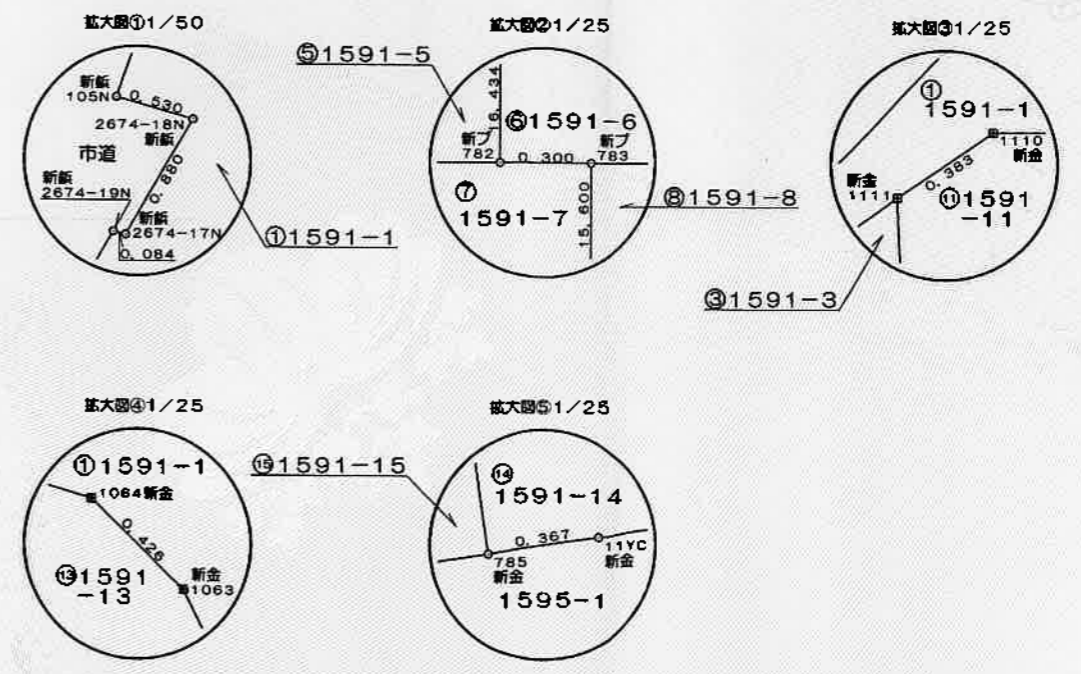 拡大図①1/50
新鋲
105N
0.530
2674-18N
新鋲
市道
0.880
新鋲
2674-19N
新鋲
2674-17N
0.084
①1591-1
拡大図②1/25
⑤1591-5
16.434
⑥1591-6
新プ
782
0.300
783
⑦
1591-7
15.600
⑧1591-8
拡大図③1/25
①
1591-1
1110
新金
0.383
新金
1111
⑪1591
-11
③1591-3
拡大図④1/25
①1591-1
1064新金
0.426
⑬1591
-13
新金
1063
拡大図⑤1/25
⑮1591-15
⑭
1591-14
0.367
785
新金
11YC
新金
1595-1